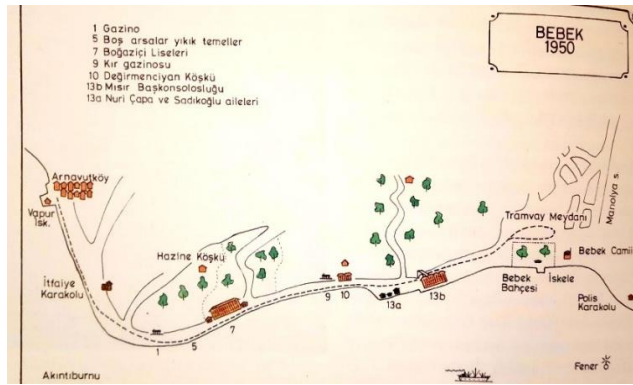 BEBEK
1950
1 Gazino
5 Boş arsalar yıkık temeller
7 Boğaziçi Liseleri
9 Kır gazinosu
10 Değirmenciyan Köşkü
13b Mısır Başkonsolosluğu
13a Nuri Çapa ve Sadıkoğlu aileleri
Arnavutköy
Vapur
İsk.
İtfaiye
Karakolu
Hazine Köşkü
Manolya s.
Tramvay Meydanı
Bebek Camii
Bebek
Bahçesi
İskele
Polis
Karakolu
1
5
7
9
10
13a
13b
Akıntıburnu
Fener